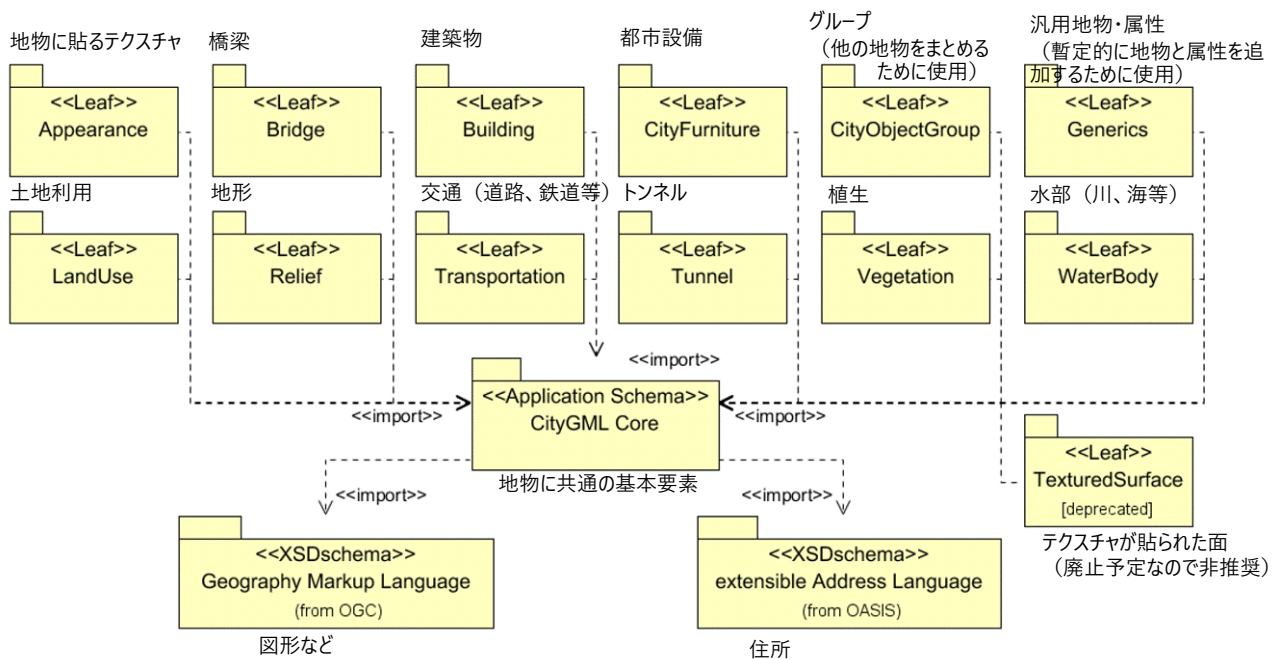 地物に貼るテクスチャ
橋梁
建築物
都市設備
グループ
（他の地物をまとめる
ために使用）
汎用地物・属性
（暫定的に地物と属性を追
加するために使用）
<<Leaf>>
Appearance
<<Leaf>>
Bridge
<<Leaf>>
Building
<<Leaf>>
CityFurniture
<<Leaf>>
CityObjectGroup
<<Leaf>>
Generics
土地利用
地形
交通（道路、鉄道等）
トンネル
植生
水部（川、海等）
<<Leaf>>
LandUse
<<Leaf>>
Relief
<<Leaf>>
Transportation
<<Leaf>>
Tunnel
<<Leaf>>
Vegetation
<<Leaf>>
WaterBody
<<import>>
<<import>>
<<Application Schema>>
CityGML Core
<<import>>
地物に共通の基本要素
<<Leaf>>
TexturedSurface
[deprecated]
テクスチャが貼られた面
（廃止予定なので非推奨）
<<import>>
<<import>>
<<XSDschema>>
Geography Markup Language
(from OGC)
図形など
<<XSDschema>>
extensible Address Language
(from OASIS)
住所